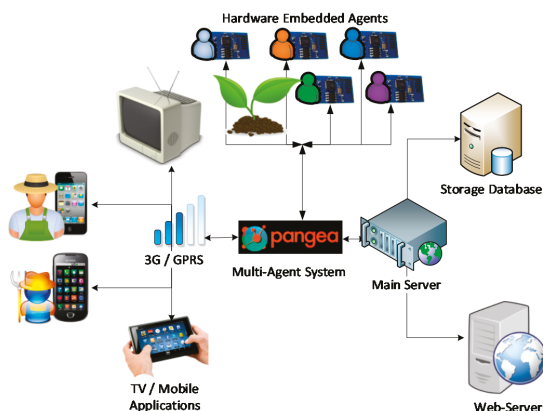 Hardware Embedded Agents
Storage Database
3G / GPRS
pangea
Multi-Agent System
Main Server
TV / Mobile
Applications
Web-Server